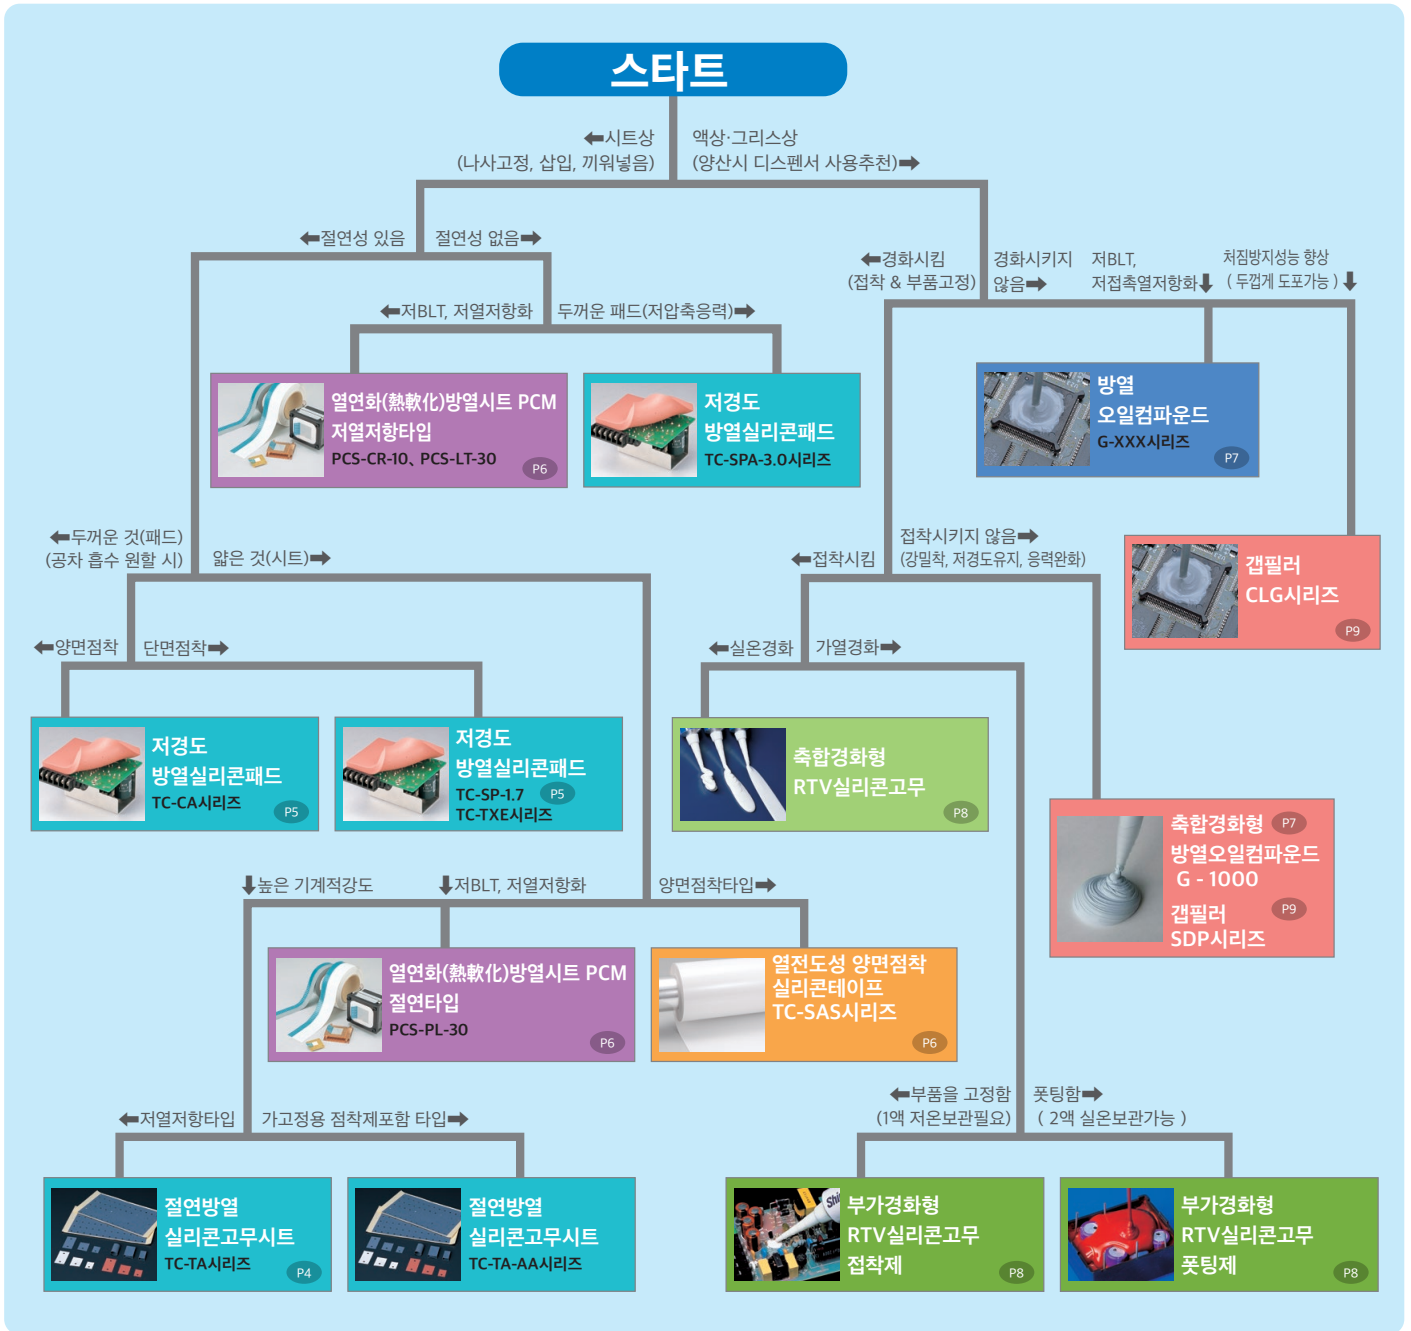 스타트
⬅시트상
(나사고정, 삽입, 끼워넣음)
액상·그리스상
(양산시 디스펜서 사용추천)➡
⬅절연성 있음
절연성 없음➡
⬅경화시킴
(접착 & 부품고정)
경화시키지
않음➡
저BLT,
저접촉열저항화⬇
처짐방지성능 향상
( 두껍게 도포가능 )⬇
⬅저BLT, 저열저항화
두꺼운 패드(저압축응력)➡
열연화(熱軟化)방열시트 PCM
저열저항타입
PCS-CR-10、PCS-LT-30
P6
저경도
방열실리콘패드
TC-SPA-3.0시리즈
방열
오일컴파운드
G-XXX시리즈
P7
⬅두꺼운 것(패드)
(공차 흡수 원할 시)
얇은 것(시트)➡
⬅접착시킴
접착시키지 않음➡
(강밀착, 저경도유지, 응력완화)
갭필러
CLG시리즈
P9
⬅양면점착
단면점착➡
⬅실온경화
가열경화➡
저경도
방열실리콘패드
TC-CA시리즈
P5
저경도
방열실리콘패드
TC-SP-1.7 P5
TC-TXE시리즈
축합경화형
RTV실리콘고무
P8
축합경화형 P7
방열오일컴파운드
G - 1000
갭필러 P9
SDP시리즈
⬇높은 기계적강도
⬇저BLT, 저열저항화
양면점착타입➡
열연화(熱軟化)방열시트 PCM
절연타입
PCS-PL-30
P6
열전도성 양면점착
실리콘테이프
TC-SAS시리즈
P6
⬅저열저항타입
가고정용 점착제포함 타입➡
⬅부품을 고정함
(1액 저온보관필요)
폿팅함➡
( 2액 실온보관가능 )
절연방열
실리콘고무시트
TC-TA시리즈
P4
절연방열
실리콘고무시트
TC-TA-AA시리즈
Shi
부가경화형
RTV실리콘고무
접착제
P8
부가경화형
RTV실리콘고무
폿팅제
P8